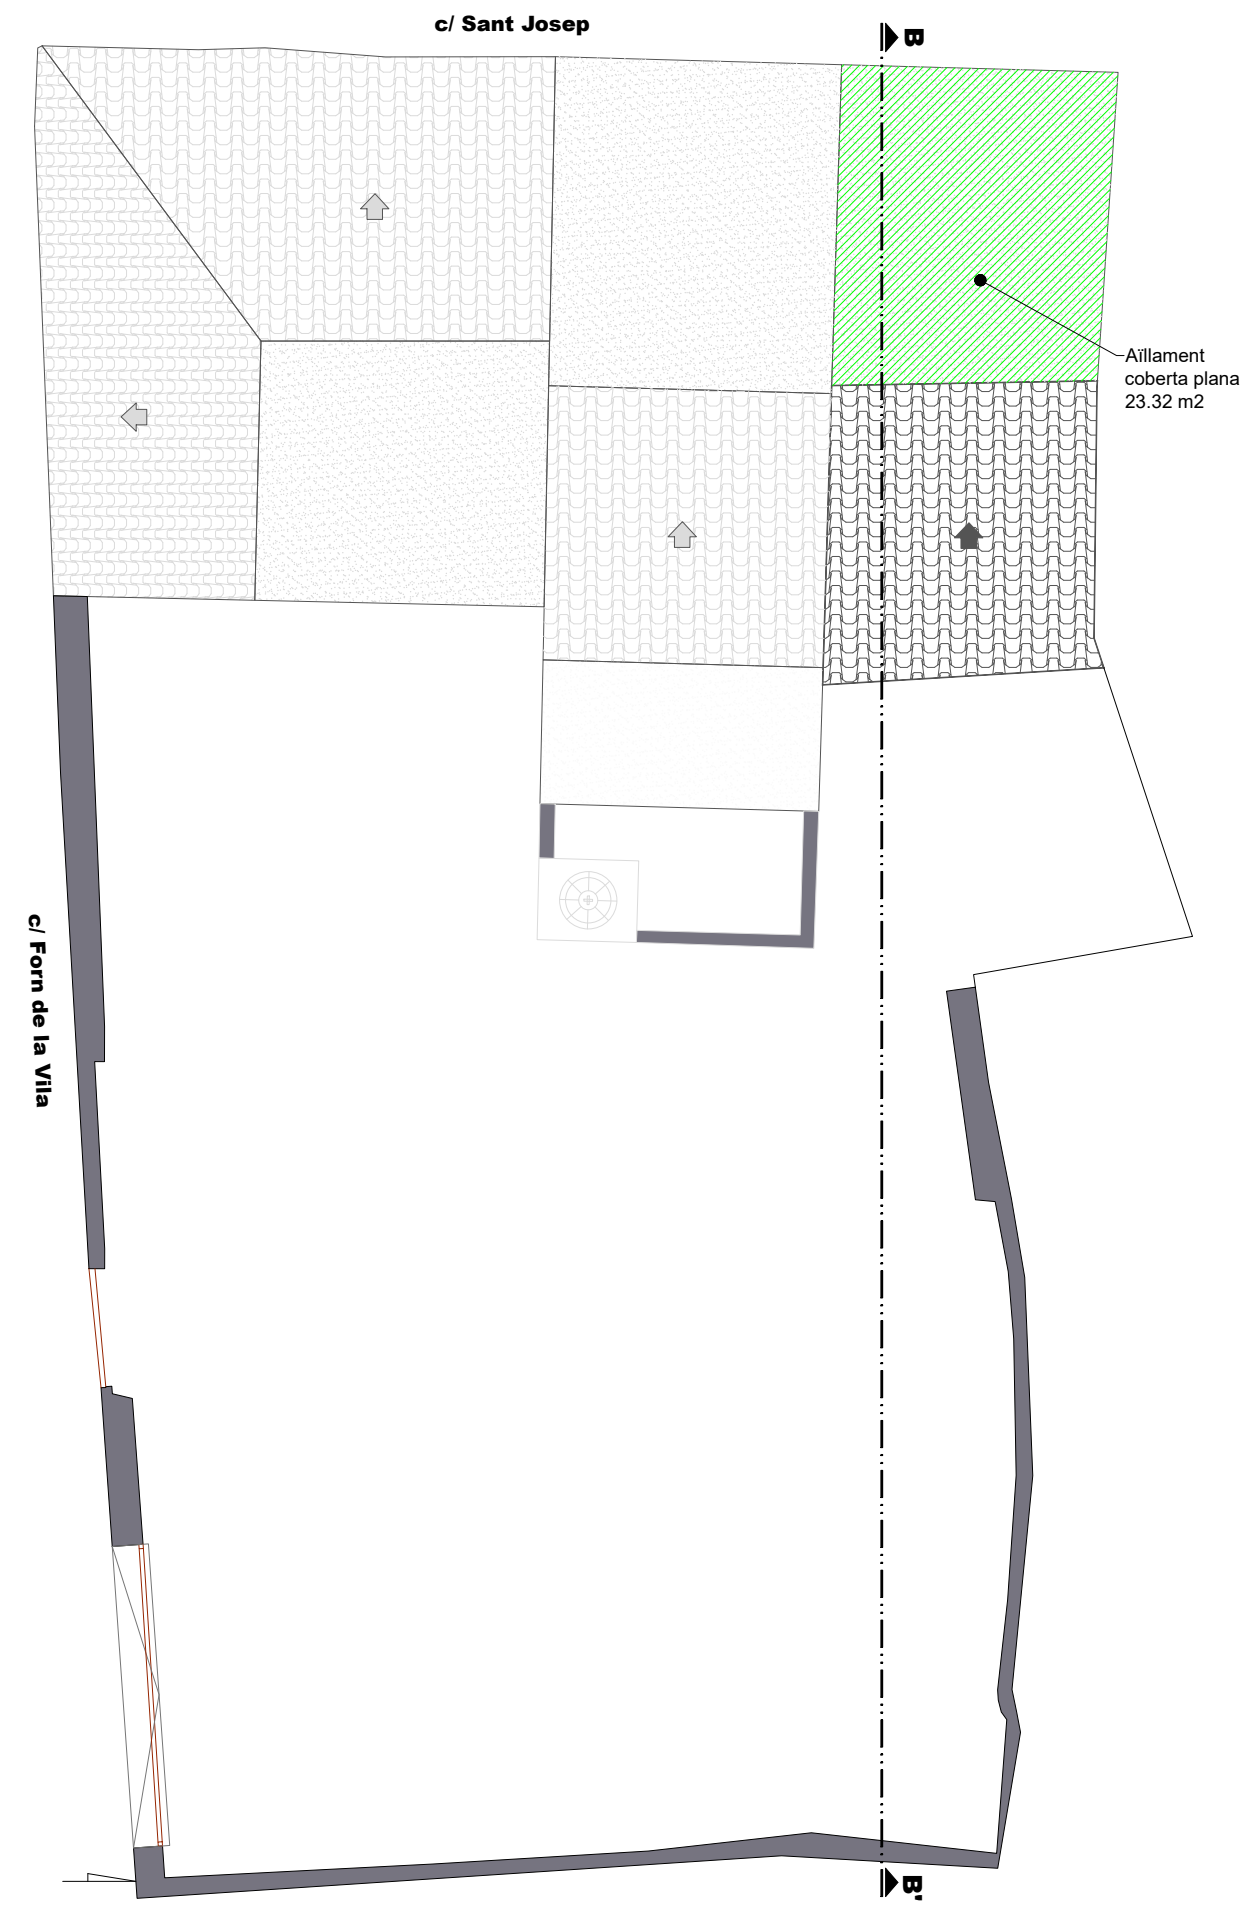 c/ Sant Josep
B
Aïllament
coberta plana
23.32 m2
c/ Forn de la Vila
B'